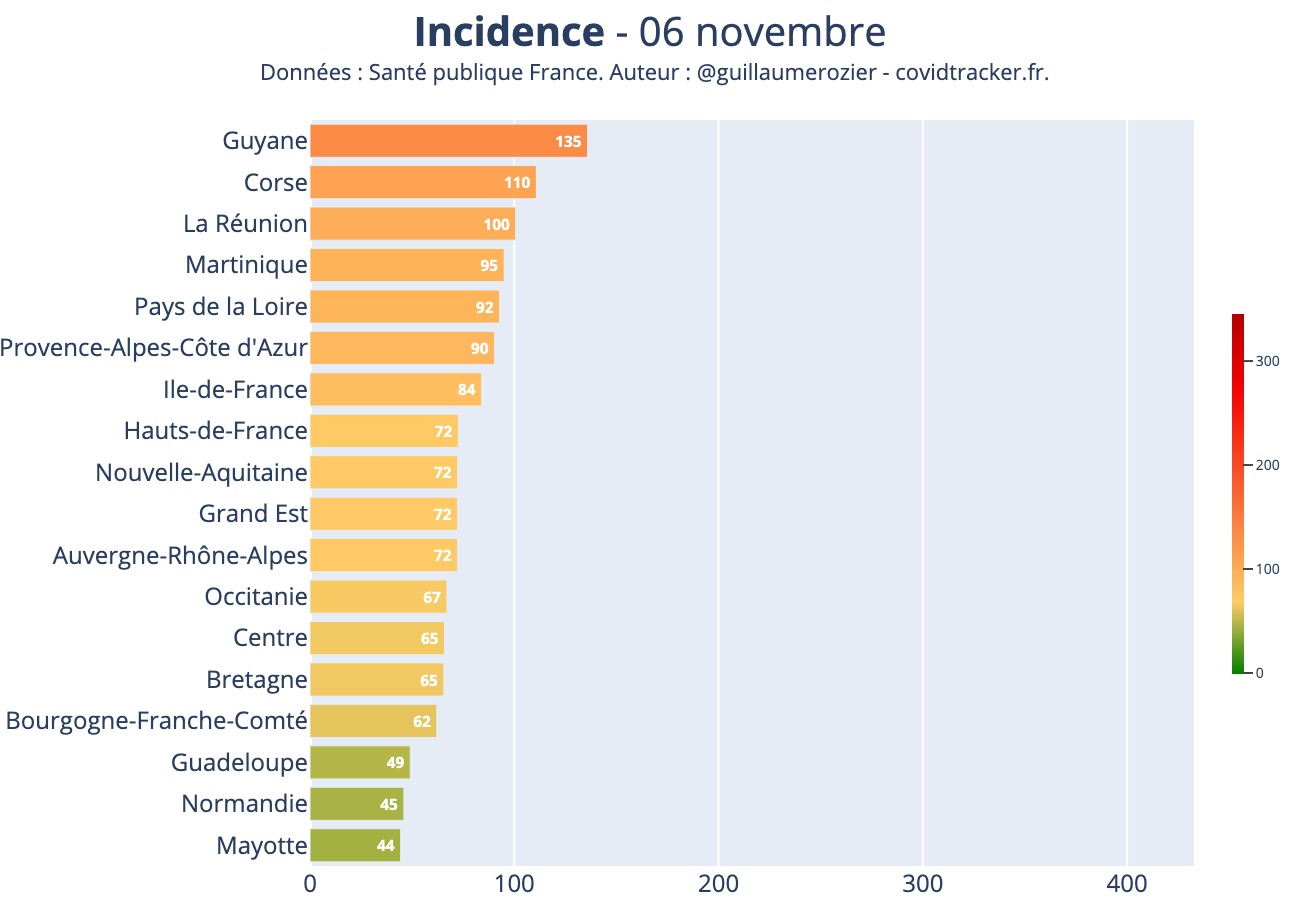 Incidence - 06 novembre
Données : Santé publique France. Auteur : @guillaumerozier - covidtracker.fr.
Guyane 135
Corse 110
La Réunion 100
Martinique 95
Pays de la Loire 92
Provence-Alpes-Côte d'Azur 90
Ile-de-France 84
Hauts-de-France 72
Nouvelle-Aquitaine 72
Grand Est 72
Auvergne-Rhône-Alpes 72
Occitanie 67
Centre 65
Bretagne 65
Bourgogne-Franche-Comté 62
Guadeloupe 49
Normandie 45
Mayotte 44
0 100 200 300 400
300
200
100
0